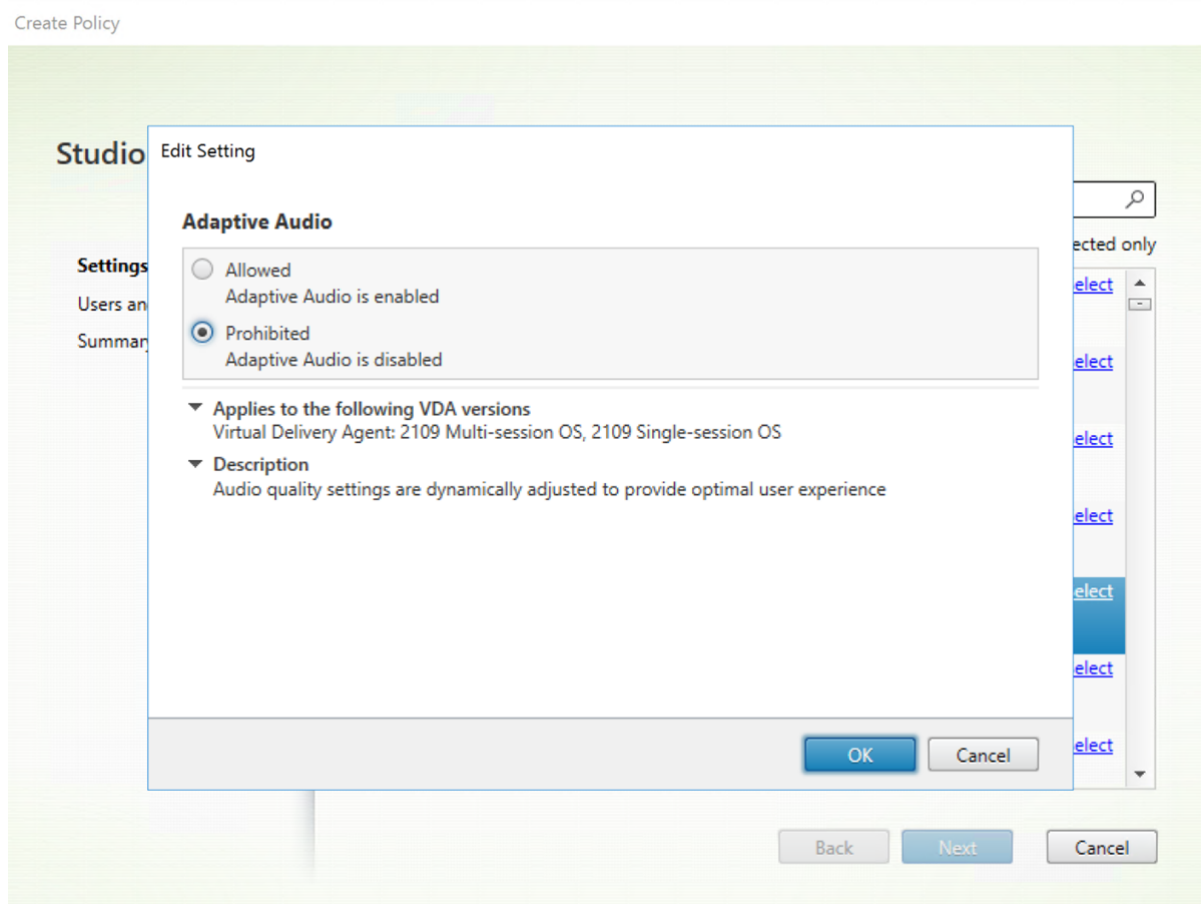 Create Policy
Studio
Edit Setting
Adaptive Audio
Allowed
Adaptive Audio is enabled
Prohibited
Adaptive Audio is disabled
Applies to the following VDA versions
Virtual Delivery Agent: 2109 Multi-session OS, 2109 Single-session OS
Description
Audio quality settings are dynamically adjusted to provide optimal user experience
OK
Cancel
Settings
Users an
Summar
ected only
elect
elect
elect
elect
elect
elect
elect
Back
Next
Cancel